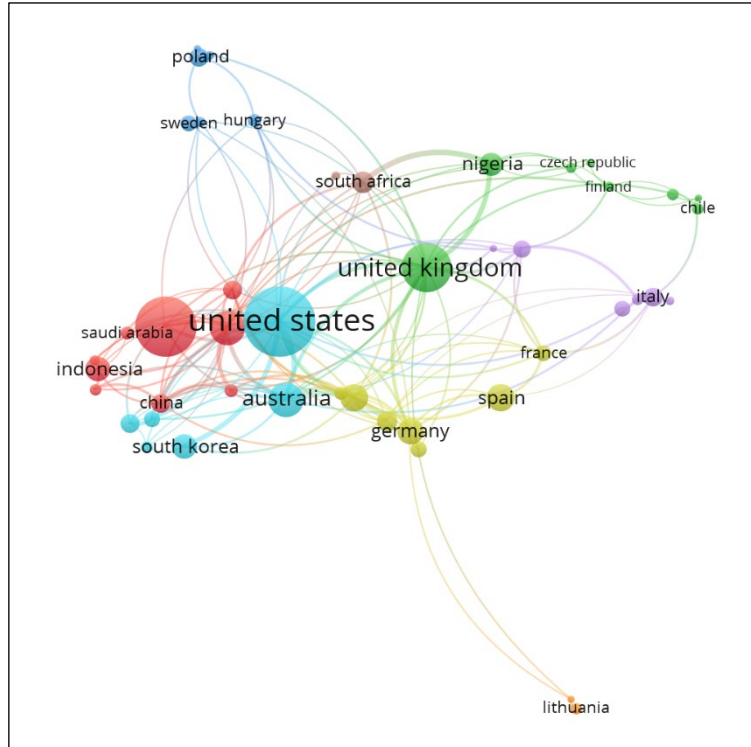 poland
sweden
hungary
south africa
nigeria
czech republic
finland
chile
united kingdom
italy
united states
saudi arabia
france
indonesia
china
australia
spain
germany
south korea
lithuania